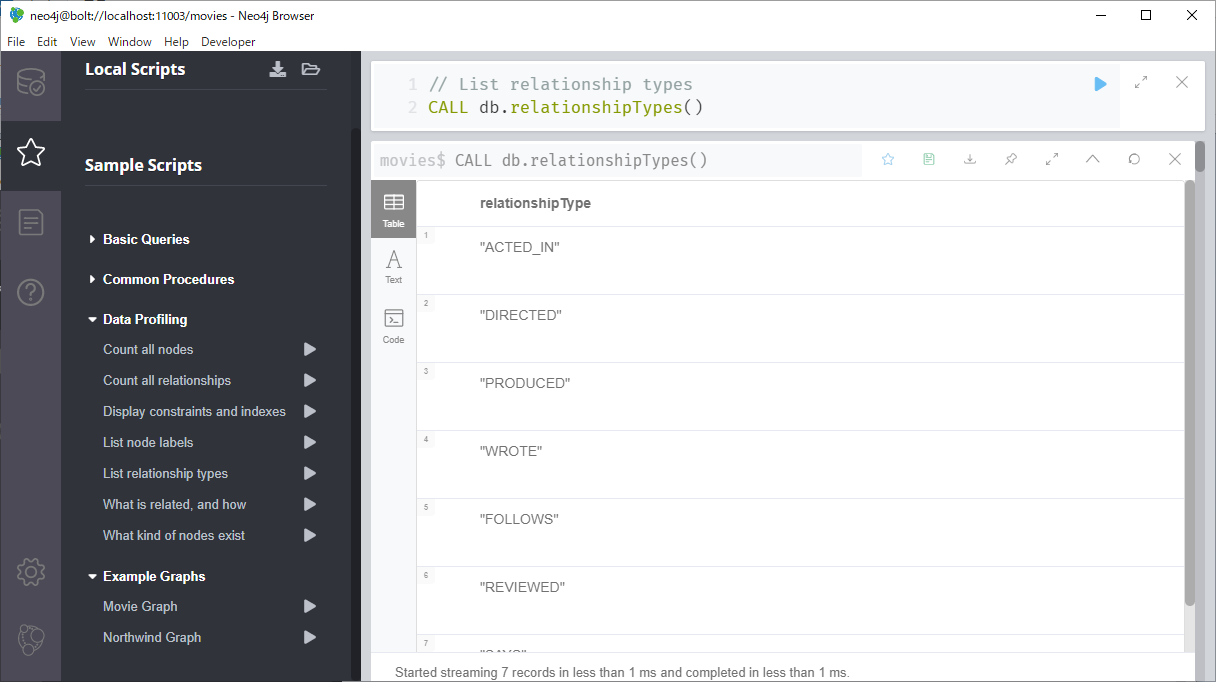 neo4j@bolt://localhost:11003/movies - Neo4j Browser
File Edit View Window Help Developer
Local Scripts
Sample Scripts
Basic Queries
Common Procedures
Data Profiling
Count all nodes
Count all relationships
Display constraints and indexes
List node labels
List relationship types
What is related, and how
What kind of nodes exist
Example Graphs
Movie Graph
Northwind Graph
1 // List relationship types
2 CALL db.relationshipTypes()
movies$ CALL db.relationshipTypes()
Table
Text
Code
relationshipType
1
"ACTED_IN"
2
"DIRECTED"
3
"PRODUCED"
4
"WROTE"
5
"FOLLOWS"
6
"REVIEWED"
7
Started streaming 7 records in less than 1 ms and completed in less than 1 ms.